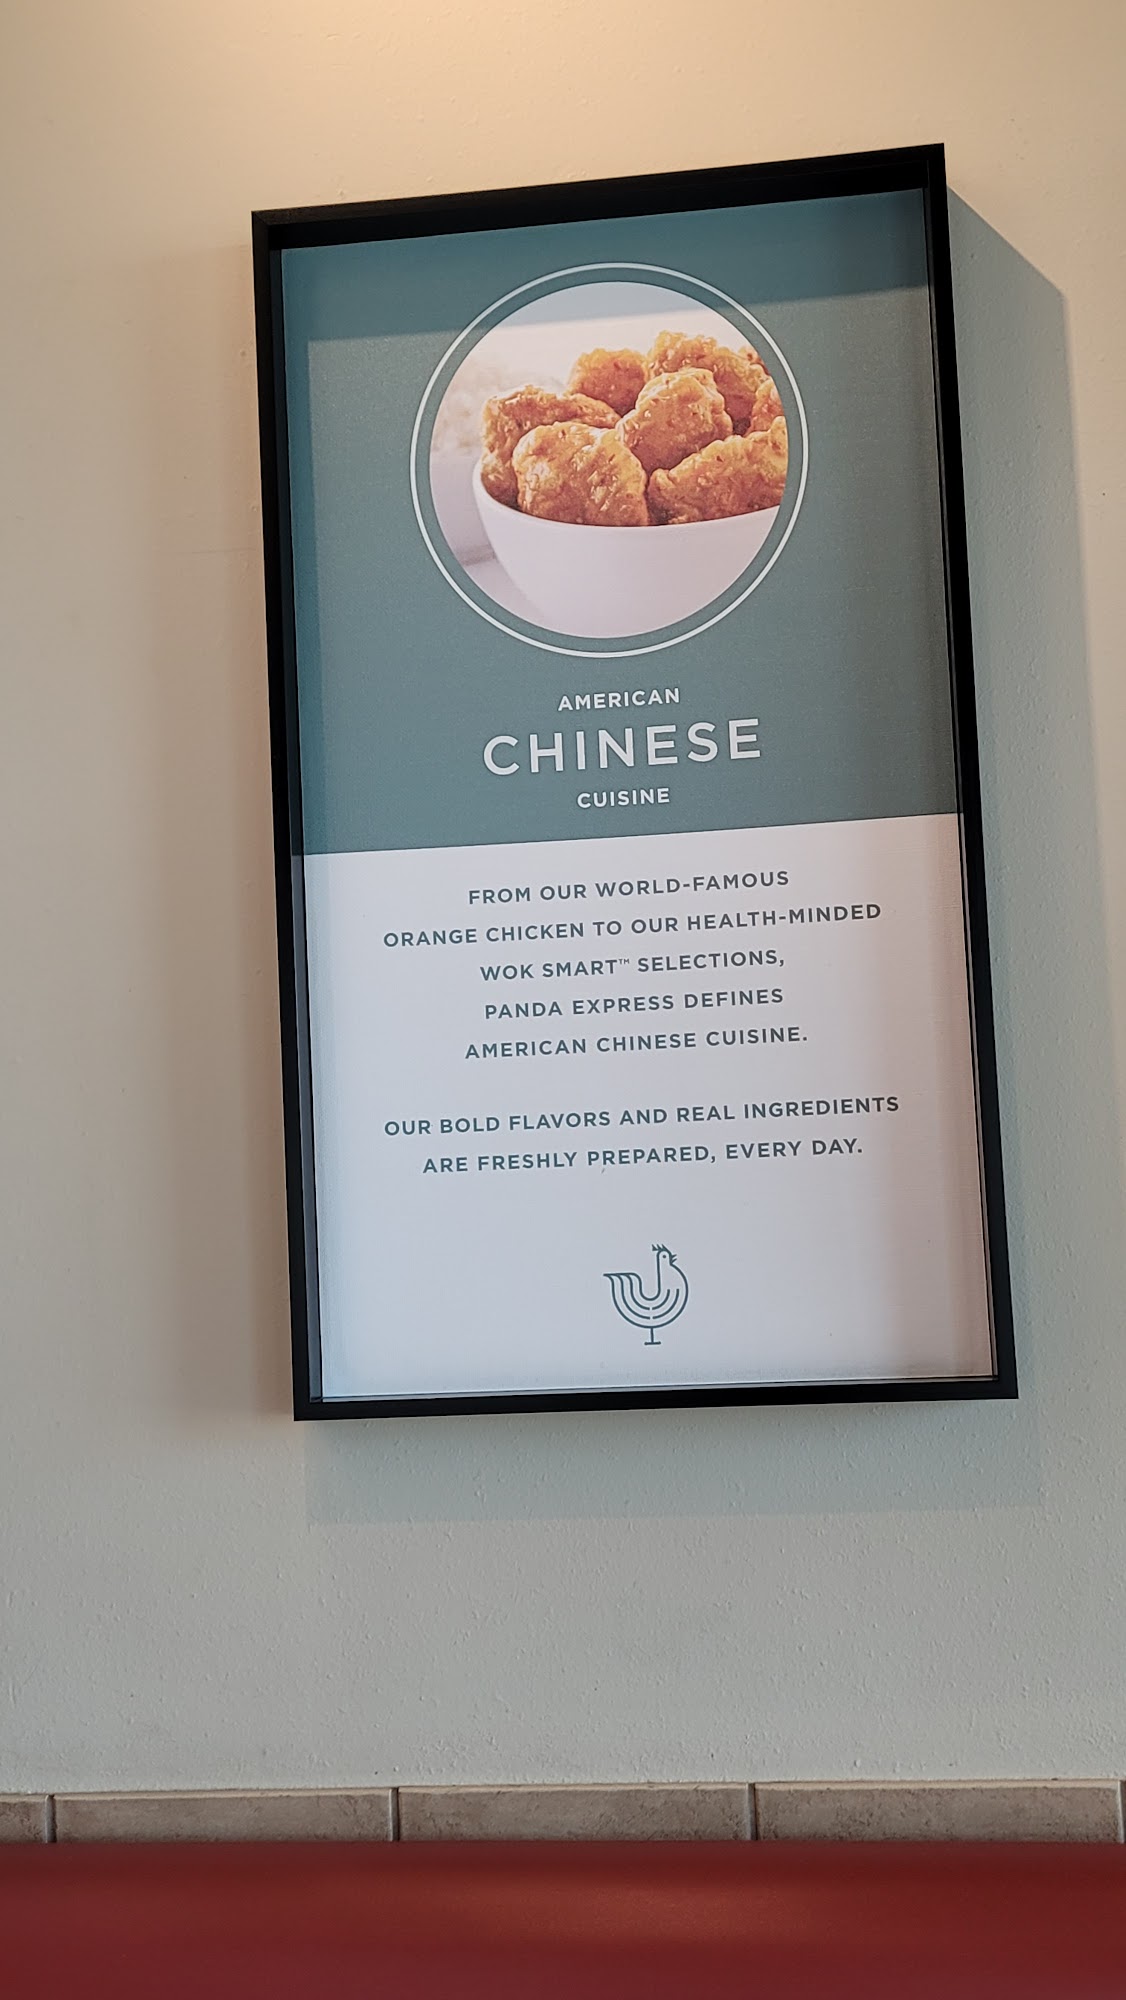 AMERICAN
CHINESE
CUISINE
FROM OUR WORLD-FAMOUS
ORANGE CHICKEN TO OUR HEALTH-MINDED
WOK SMART™ SELECTIONS,
PANDA EXPRESS DEFINES
AMERICAN CHINESE CUISINE.
OUR BOLD FLAVORS AND REAL INGREDIENTS
ARE FRESHLY PREPARED, EVERY DAY.